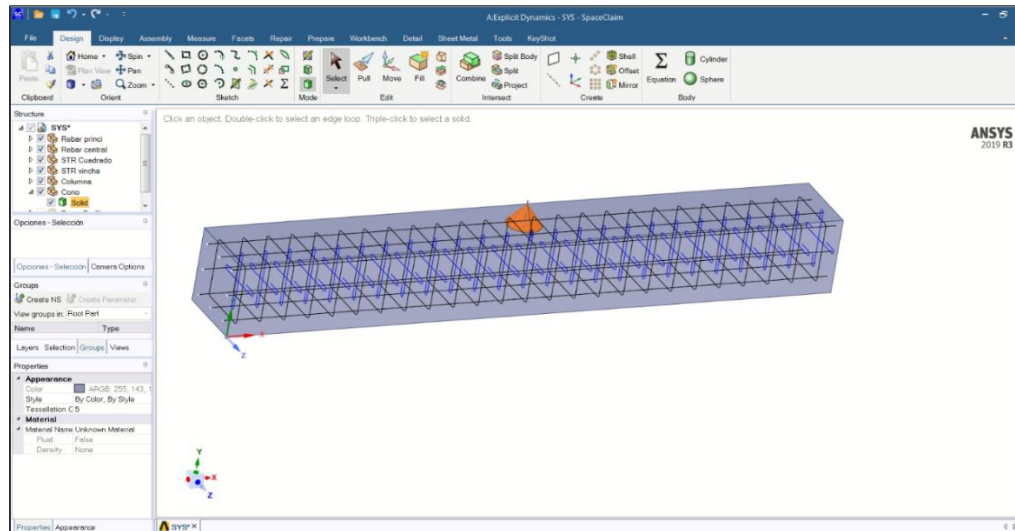 A:Explicit Dynamics - SYS - SpaceClaim
File Design Display Assembly Measure Facets Repair Prepare Workbench Detail Sheet Metal Tools KeyShot
Home Spin Split Body Shell Cylinder
Paste Plan View Pan Select Pull Move Fill Combine Split Offset Equation Sphere
Zoom Project Mirror
Clipboard Orient Sketch Mode Edit Intersect Create Body
Structure
Click an object. Double-click to select an edge loop. Triple-click to select a solid.
SYS*
Rebar princi
Rebar central
STR Cuadrado
STR vincha
Columna
Cono
Solid
ANSYS
2019 R3
Opciones - Selección
Opciones - Selección Camera Options
Groups
Create NS Create Parameter
View groups in: Root Part
Name Type
Layers Selection Groups Views
Properties
Appearance
Color ARGB: 255, 143, 1
Style By Color, By Style
Tessellation C 5
Material
Material Name Unknown Material
Fluid False
Density None
X
Z
Y
X
Z
Properties Appearance
SYS*